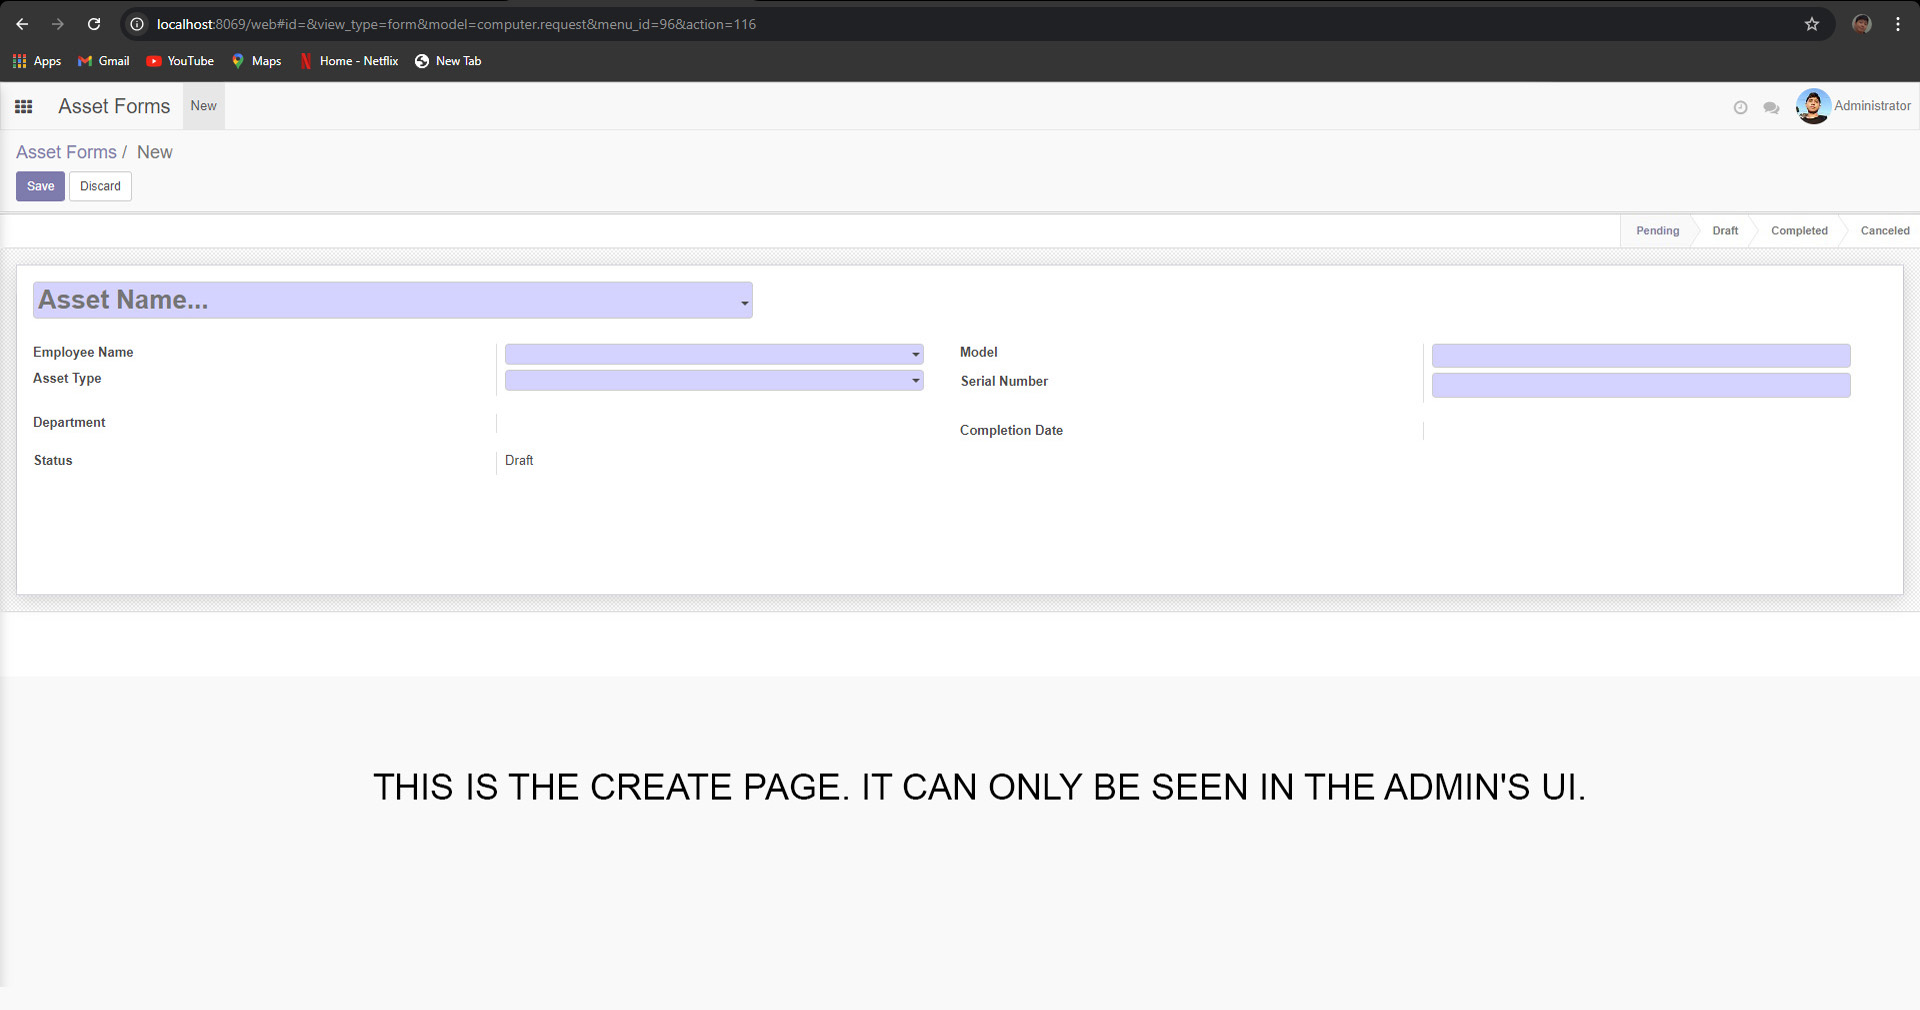 localhost:8069/web#id=&view_type=form&model=computer.request&menu_id=96&action=116
Apps Gmail YouTube Maps Home - Netflix New Tab
Asset Forms New Administrator
Asset Forms / New
Save Discard
Pending Draft Completed Canceled
Asset Name...
Employee Name Model
Asset Type Serial Number
Department Completion Date
Status Draft
THIS IS THE CREATE PAGE. IT CAN ONLY BE SEEN IN THE ADMIN'S UI.